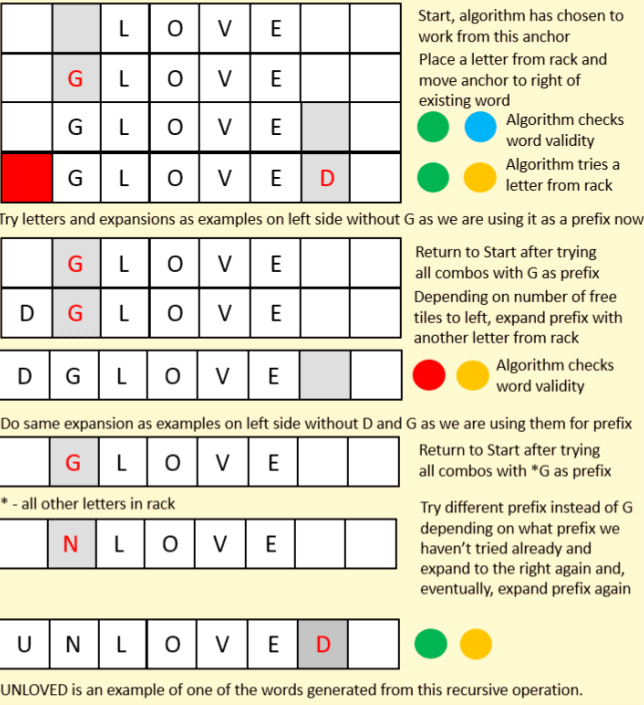 L O V E
Start, algorithm has chosen to
work from this anchor
G L O V E
Place a letter from rack and
move anchor to right of
existing word
G L O V E
Algorithm checks
word validity
G L O V E D
Algorithm tries a
letter from rack
Try letters and expansions as examples on left side without G as we are using it as a prefix now
G L O V E
Return to Start after trying
all combos with G as prefix
D G L O V E
Depending on number of free
tiles to left, expand prefix with
another letter from rack
D G L O V E
Algorithm checks
word validity
Do same expansion as examples on left side without D and G as we are using them for prefix
G L O V E
Return to Start after trying
all combos with *G as prefix
* - all other letters in rack
N L O V E
Try different prefix instead of G
depending on what prefix we
haven’t tried already and
expand to the right again and,
eventually, expand prefix again
U N L O V E D
UNLOVED is an example of one of the words generated from this recursive operation.